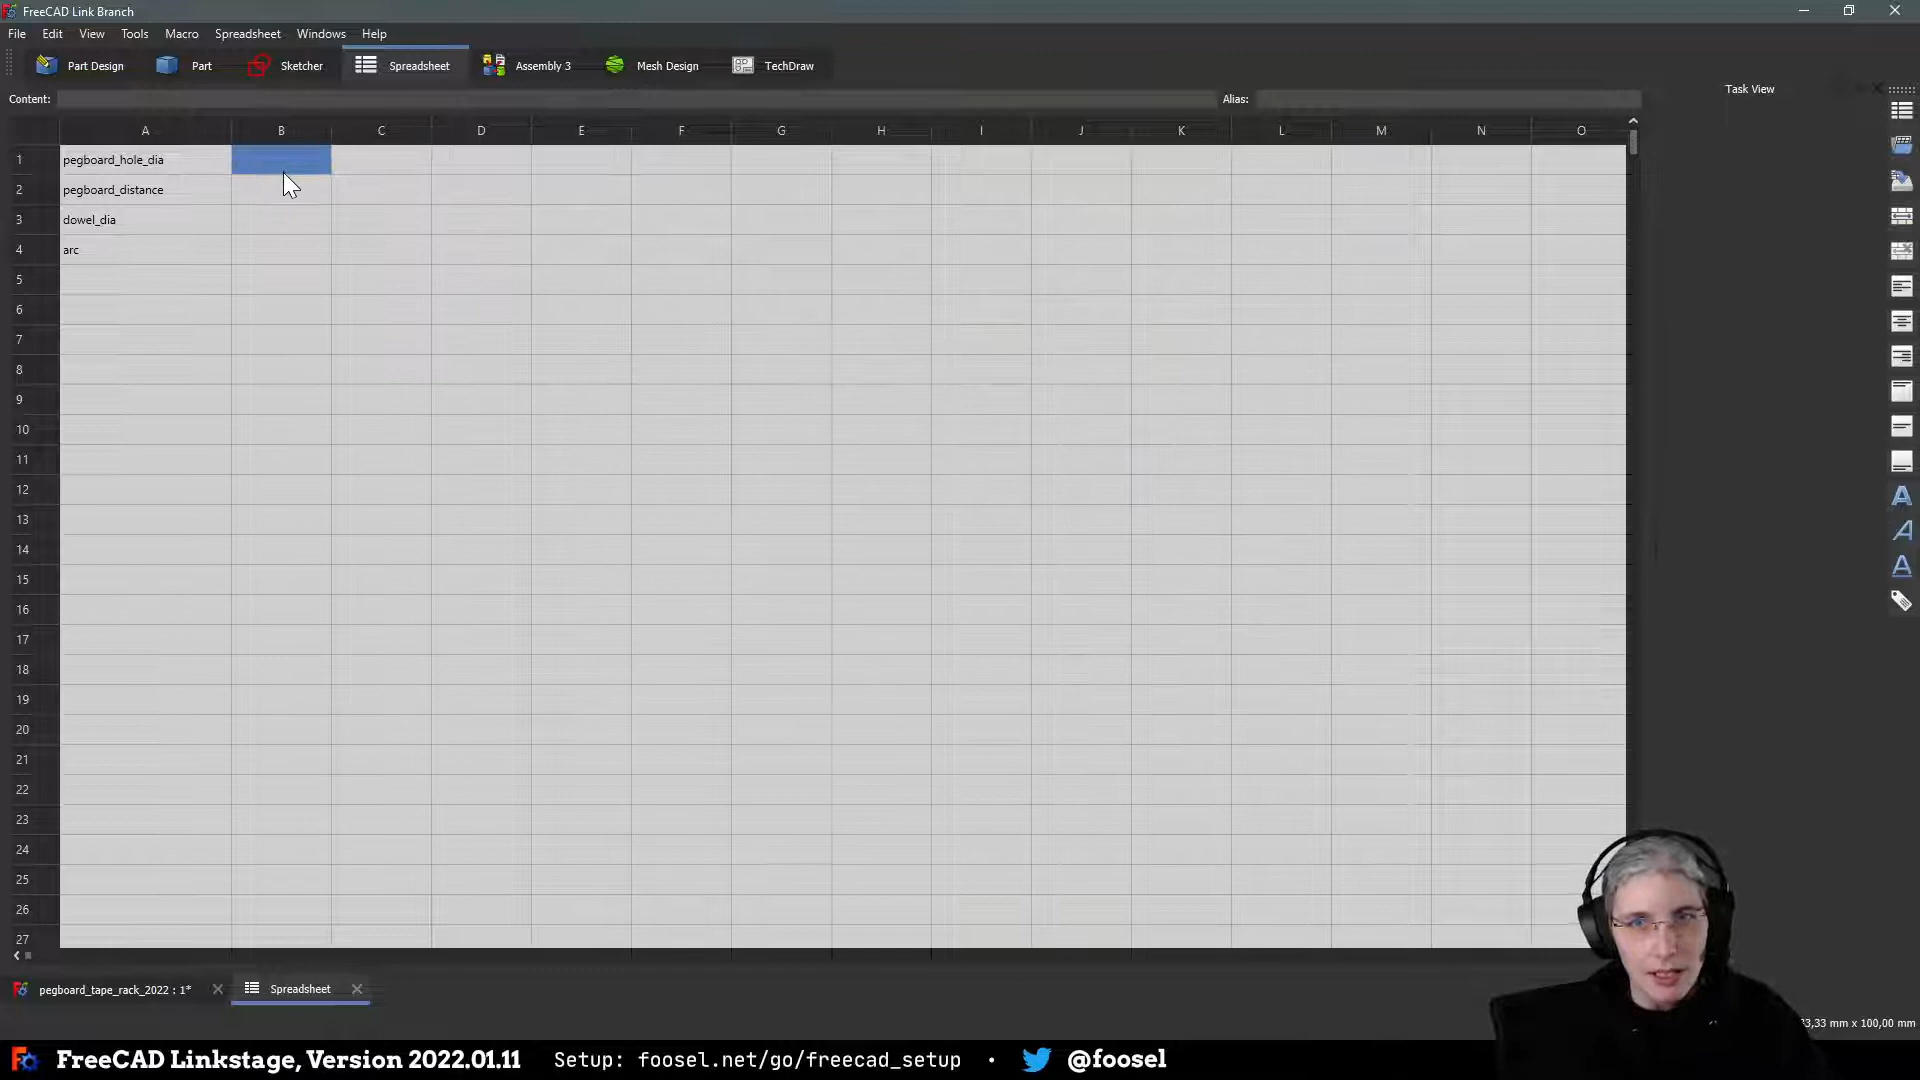 FreeCAD Link Branch
File Edit View Tools Macro Spreadsheet Windows Help
Part Design Part Sketcher Spreadsheet Assembly 3 Mesh Design TechDraw
Content: Alias: Task View
A B C D E F G H I J K L M N O
1 pegboard_hole_dia
2 pegboard_distance
3 dowel_dia
4 arc
5
6
7
8
9
10
11
12
13
14
15
16
17
18
19
20
21
22
23
24
25
26
27
pegboard_tape_rack_2022 : 1* Spreadsheet
3,33 mm x 100,00 mm
FreeCAD Linkstage, Version 2022.01.11 Setup: foosel.net/go/freecad_setup • @foosel